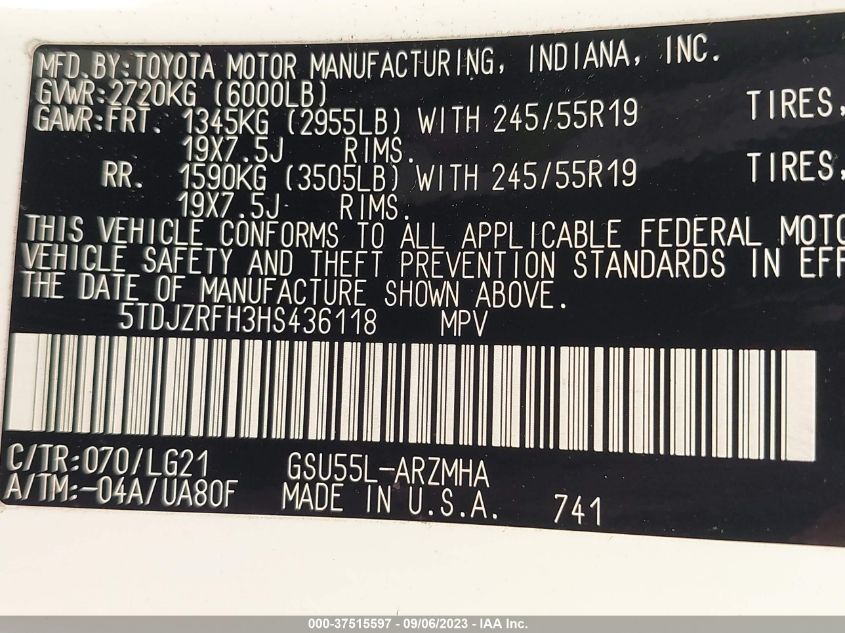 MFD.BY:TOYOTA MOTOR MANUFACTURING, INDIANA, INC.
GVWR:2720KG (6000LB)
GAWR:FRT. 1345KG (2955LB) WITH 245/55R19 TIRES,
19X7.5J RIMS.
RR. 1590KG (3505LB) WITH 245/55R19 TIRES,
19X7.5J RIMS.
THIS VEHICLE CONFORMS TO ALL APPLICABLE FEDERAL MOTO
VEHICLE SAFETY AND THEFT PREVENTION STANDARDS IN EFF
THE DATE OF MANUFACTURE SHOWN ABOVE.
5TDJZRFH3HS436118 MPV
C/TR:070/LG21 GSU55L-ARZMHA
A/TM:-04A/UA80F MADE IN U.S.A. 741
000-37515597 - 09/06/2023 - IAA Inc.